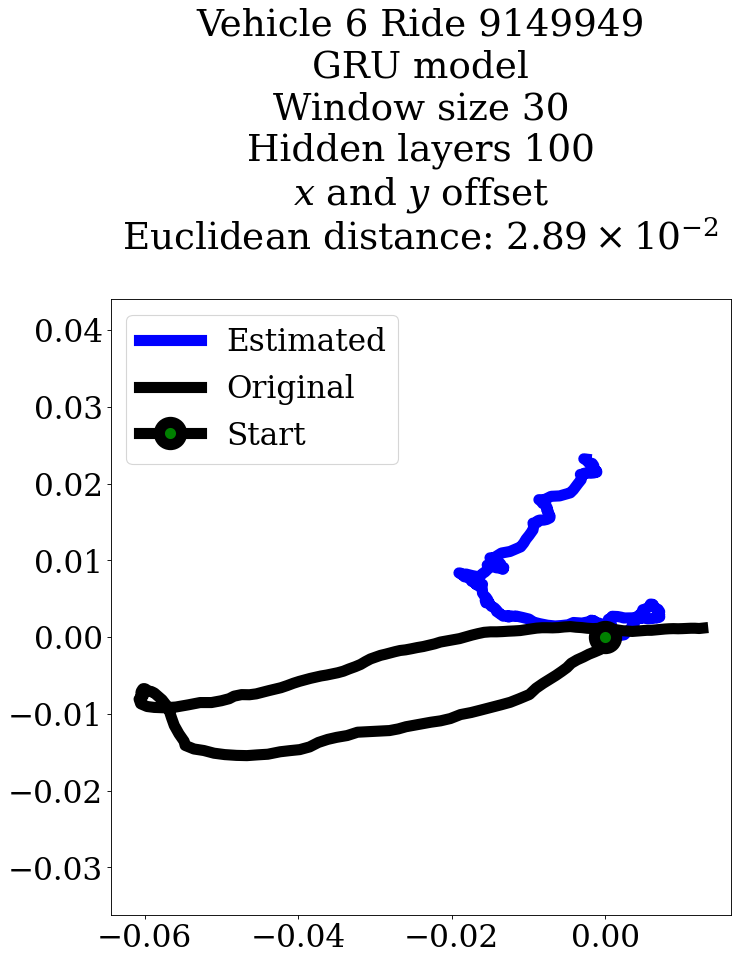 Vehicle 6 Ride 9149949
GRU model
Window size 30
Hidden layers 100
x and y offset
Euclidean distance: 2.89 × 10⁻²
Estimated
Original
Start
0.04
0.03
0.02
0.01
0.00
−0.01
−0.02
−0.03
−0.06 −0.04 −0.02 0.00